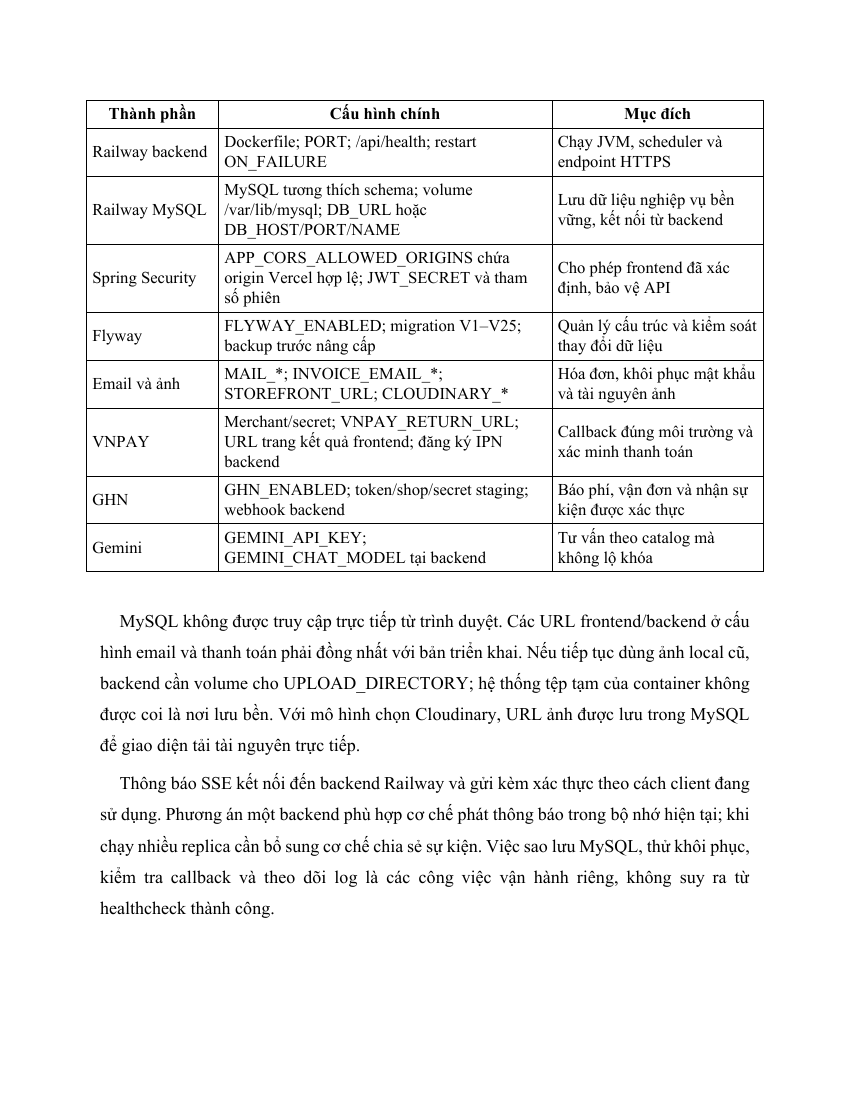 Thành phần
Cấu hình chính
Mục đích
Railway backend
Dockerfile; PORT; /api/health; restart
ON_FAILURE
Chạy JVM, scheduler và
endpoint HTTPS
Railway MySQL
MySQL tương thích schema; volume
/var/lib/mysql; DB_URL hoặc
DB_HOST/PORT/NAME
Lưu dữ liệu nghiệp vụ bền
vững, kết nối từ backend
Spring Security
APP_CORS_ALLOWED_ORIGINS chứa
origin Vercel hợp lệ; JWT_SECRET và tham
số phiên
Cho phép frontend đã xác
định, bảo vệ API
Flyway
FLYWAY_ENABLED; migration V1–V25;
backup trước nâng cấp
Quản lý cấu trúc và kiểm soát
thay đổi dữ liệu
Email và ảnh
MAIL_*; INVOICE_EMAIL_*;
STOREFRONT_URL; CLOUDINARY_*
Hóa đơn, khôi phục mật khẩu
và tài nguyên ảnh
VNPAY
Merchant/secret; VNPAY_RETURN_URL;
URL trang kết quả frontend; đăng ký IPN
backend
Callback đúng môi trường và
xác minh thanh toán
GHN
GHN_ENABLED; token/shop/secret staging;
webhook backend
Báo phí, vận đơn và nhận sự
kiện được xác thực
Gemini
GEMINI_API_KEY;
GEMINI_CHAT_MODEL tại backend
Tư vấn theo catalog mà
không lộ khóa
MySQL không được truy cập trực tiếp từ trình duyệt. Các URL frontend/backend ở cấu
hình email và thanh toán phải đồng nhất với bản triển khai. Nếu tiếp tục dùng ảnh local cũ,
backend cần volume cho UPLOAD_DIRECTORY; hệ thống tệp tạm của container không
được coi là nơi lưu bền. Với mô hình chọn Cloudinary, URL ảnh được lưu trong MySQL
để giao diện tải tài nguyên trực tiếp.
Thông báo SSE kết nối đến backend Railway và gửi kèm xác thực theo cách client đang
sử dụng. Phương án một backend phù hợp cơ chế phát thông báo trong bộ nhớ hiện tại; khi
chạy nhiều replica cần bổ sung cơ chế chia sẻ sự kiện. Việc sao lưu MySQL, thử khôi phục,
kiểm tra callback và theo dõi log là các công việc vận hành riêng, không suy ra từ
healthcheck thành công.